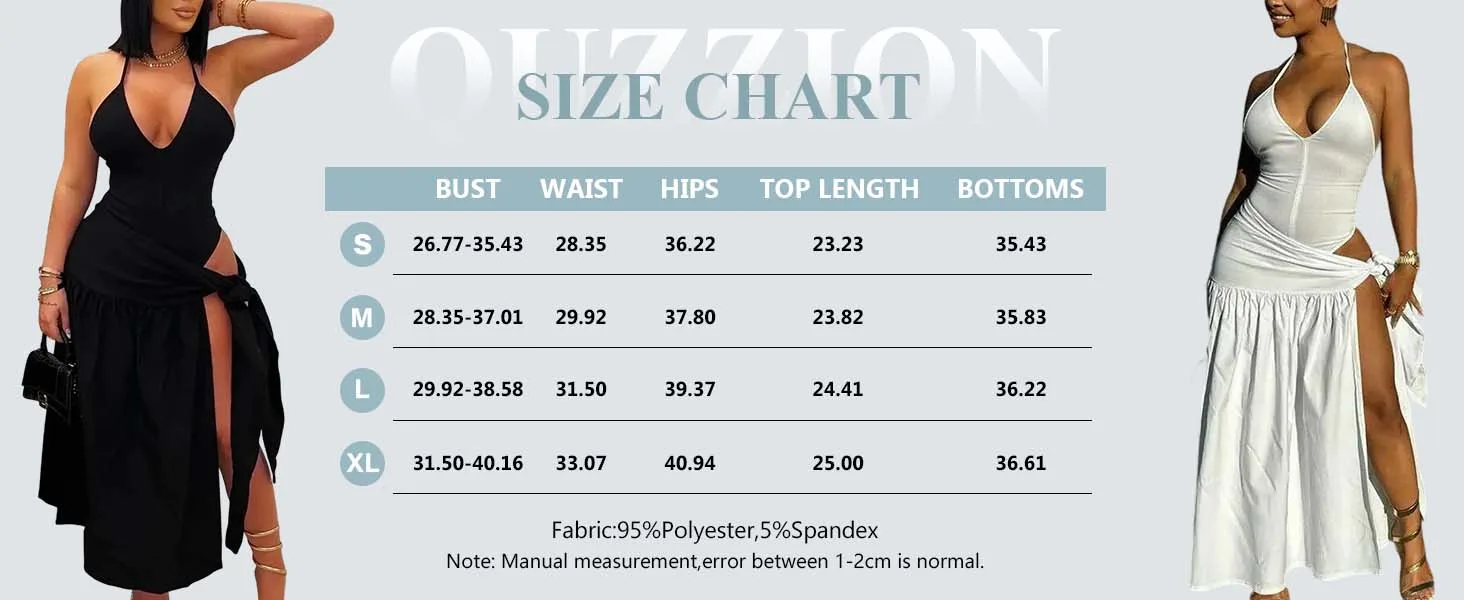 QUZZION
SIZE CHART
BUST WAIST HIPS TOP LENGTH BOTTOMS
S 26.77-35.43 28.35 36.22 23.23 35.43
M 28.35-37.01 29.92 37.80 23.82 35.83
L 29.92-38.58 31.50 39.37 24.41 36.22
XL 31.50-40.16 33.07 40.94 25.00 36.61
Fabric:95%Polyester,5%Spandex
Note: Manual measurement,error between 1-2cm is normal.